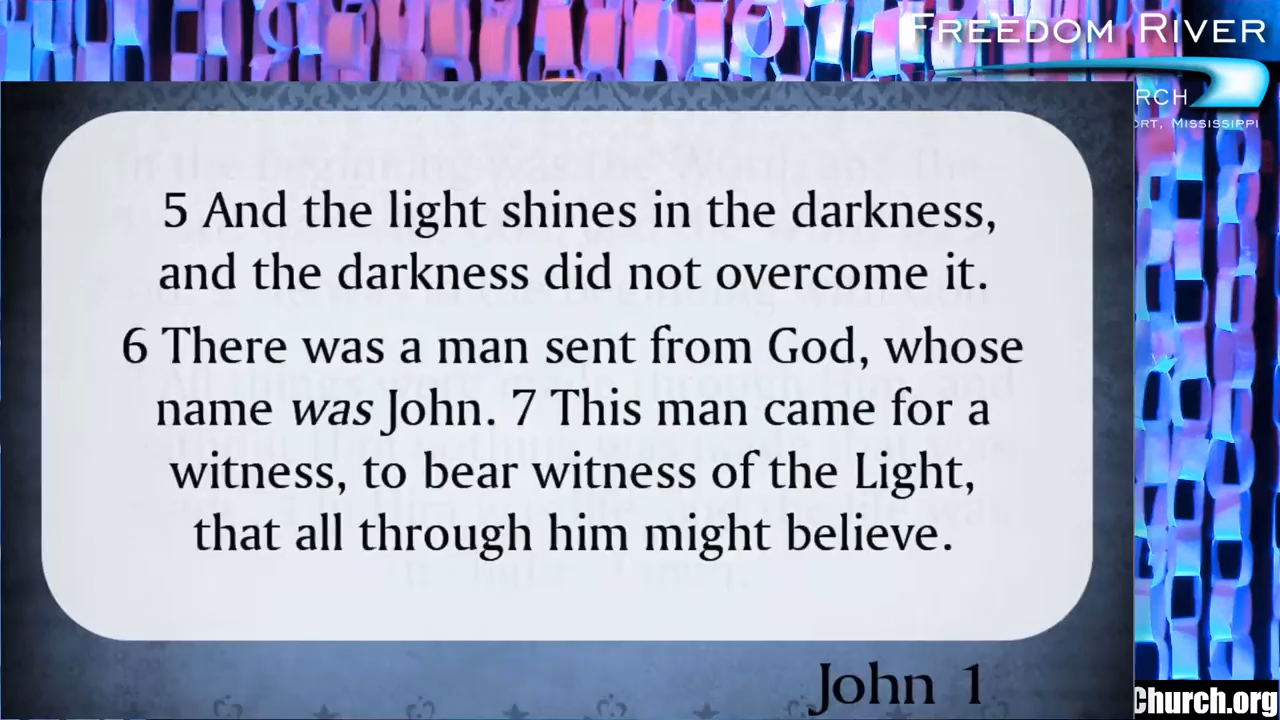 FREEDOM RIVER
RCH
ORT, MISSISSIPPI
5 And the light shines in the darkness,
and the darkness did not overcome it.
6 There was a man sent from God, whose
name was John. 7 This man came for a
witness, to bear witness of the Light,
that all through him might believe.
John 1
Church.org